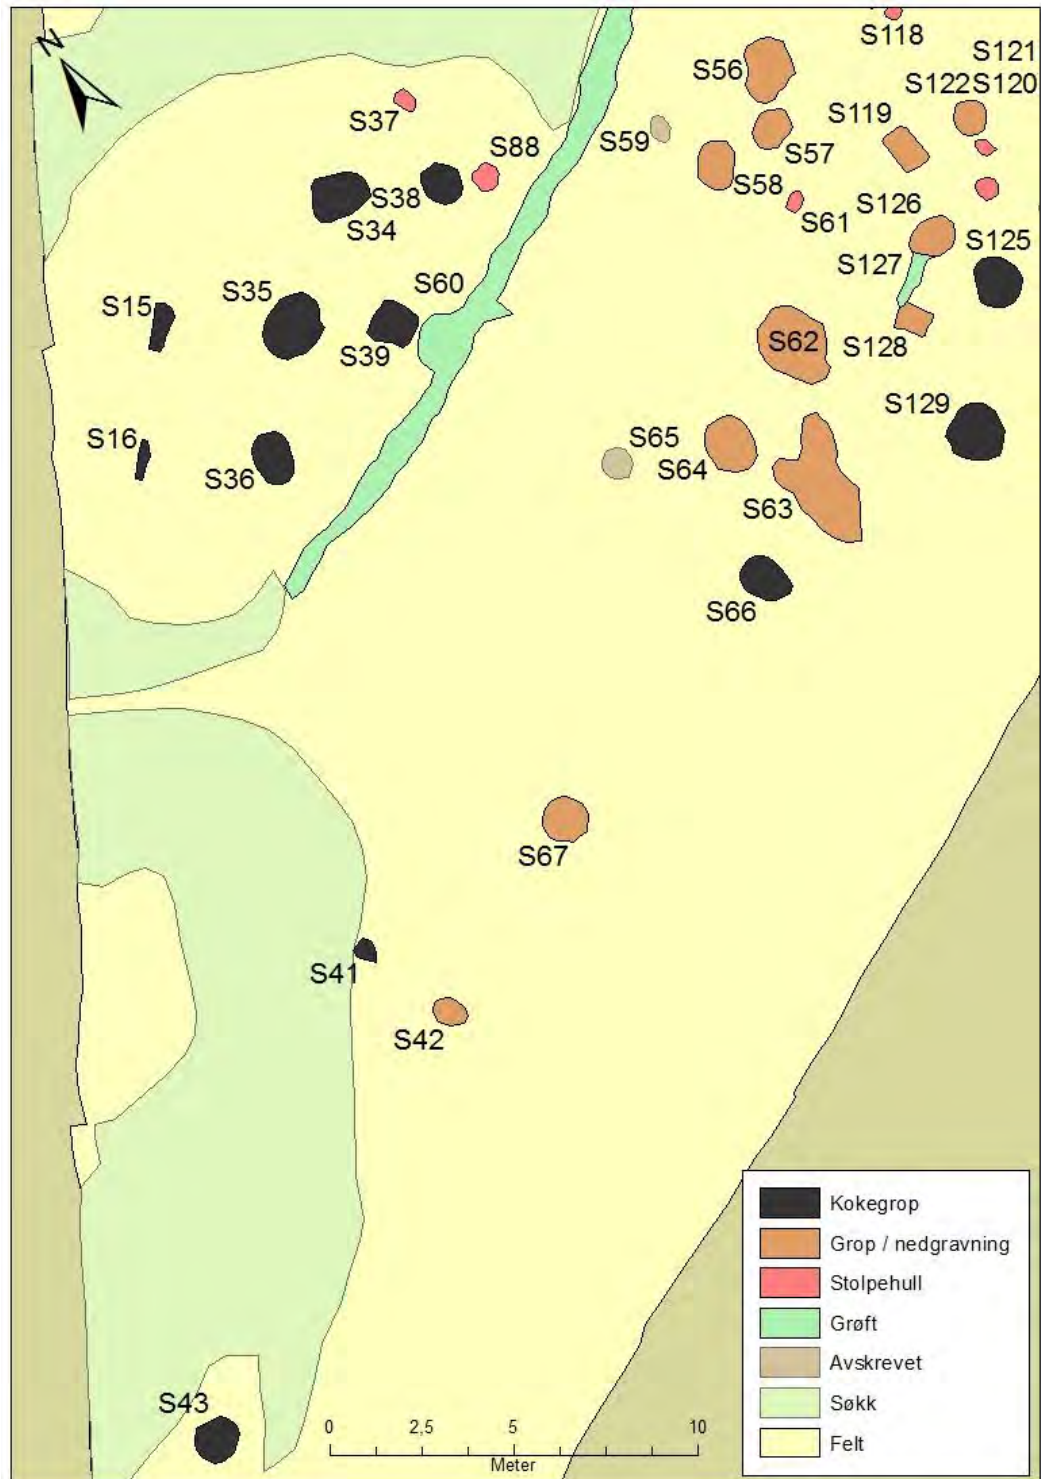 N
S118
S121
S56
S122 S120
S37
S119
S59
S88
S57
S58
S38
S61
S126
S34
S125
S127
S60
S35
S15
S62
S39
S128
S129
S16
S65
S36
S64
S63
S66
S67
S41
S42
S43
0 2,5 5 10
Meter
Kokegrop
Grop / nedgravning
Stolpehull
Grøft
Avskrevet
Søkk
Felt